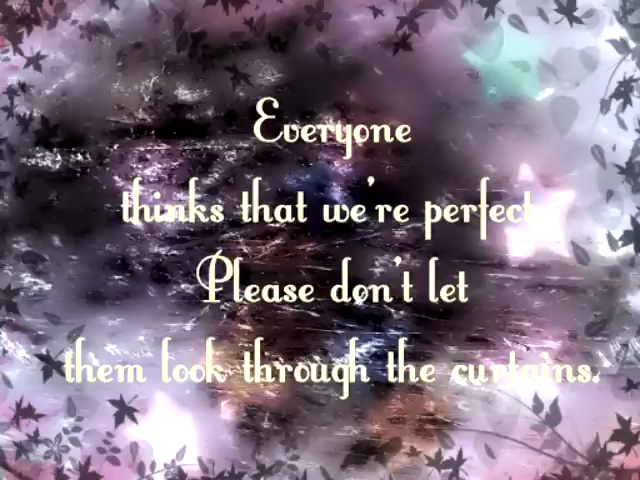 Everyone
thinks that we're perfect
Please don't let
them look through the curtains.